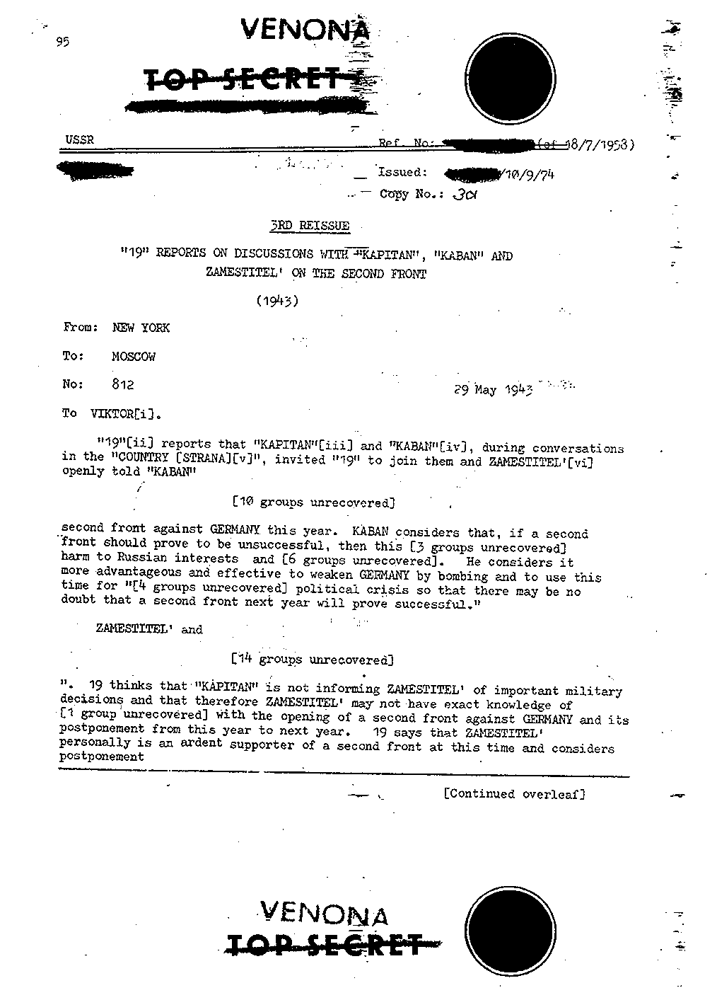 VENONA
95
TOP SECRET
USSR
Ref. No: (of 18/7/1953)
Issued: /10/9/74
Copy No.: 301
3RD REISSUE
"19" REPORTS ON DISCUSSIONS WITH "KAPITAN", "KABAN" AND
ZAMESTITEL' ON THE SECOND FRONT
(1943)
From: NEW YORK
To: MOSCOW
No: 812
29 May 1943
To VIKTOR[i].
"19"[ii] reports that "KAPITAN"[iii] and "KABAN"[iv], during conversations
in the "COUNTRY [STRANA][v]", invited "19" to join them and ZAMESTITEL'[vi]
openly told "KABAN"
[10 groups unrecovered]
second front against GERMANY this year. KABAN considers that, if a second
front should prove to be unsuccessful, then this [3 groups unrecovered]
harm to Russian interests and [6 groups unrecovered]. He considers it
more advantageous and effective to weaken GERMANY by bombing and to use this
time for "[4 groups unrecovered] political crisis so that there may be no
doubt that a second front next year will prove successful."
ZAMESTITEL' and
[14 groups unrecovered]
". 19 thinks that "KAPITAN" is not informing ZAMESTITEL' of important military
decisions and that therefore ZAMESTITEL' may not have exact knowledge of
[1 group unrecovered] with the opening of a second front against GERMANY and its
postponement from this year to next year. 19 says that ZAMESTITEL'
personally is an ardent supporter of a second front at this time and considers
postponement
[Continued overleaf]
VENONA
TOP SECRET